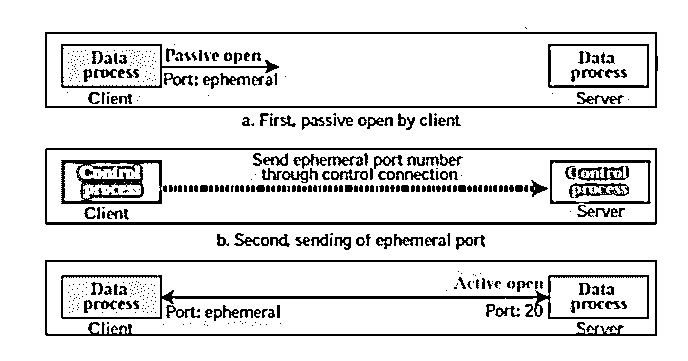 Data
process
Passive open
Port: ephemeral
Client
Data
process
Server
a. First, passive open by client
Control
process
Client
Send ephemeral port number
through control connection
Control
process
Server
b. Second, sending of ephemeral port
Data
process
Client
Port: ephemeral
Active open
Port: 20
Data
process
Server